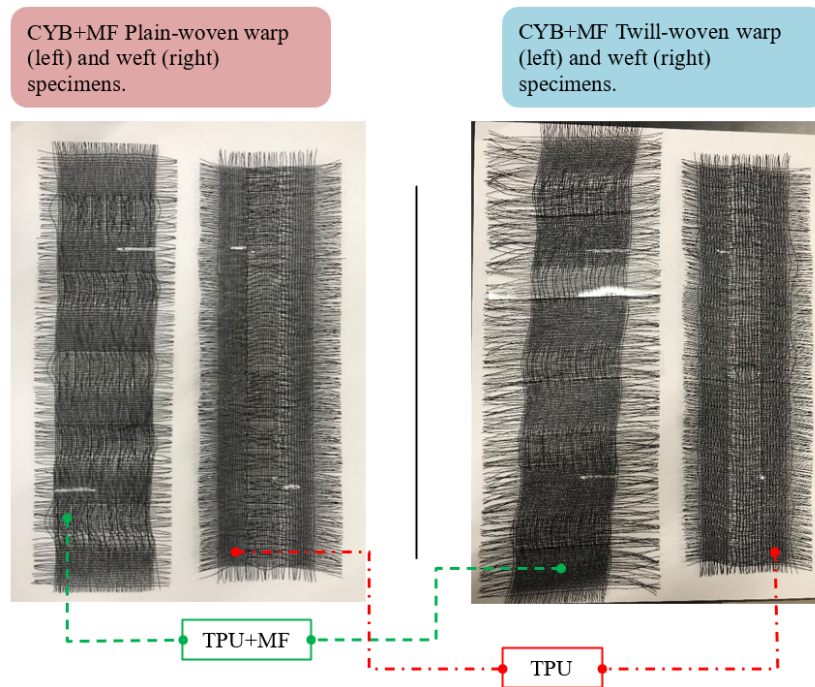 CYB+MF Plain-woven warp
(left) and weft (right)
specimens.
CYB+MF Twill-woven warp
(left) and weft (right)
specimens.
TPU+MF
TPU